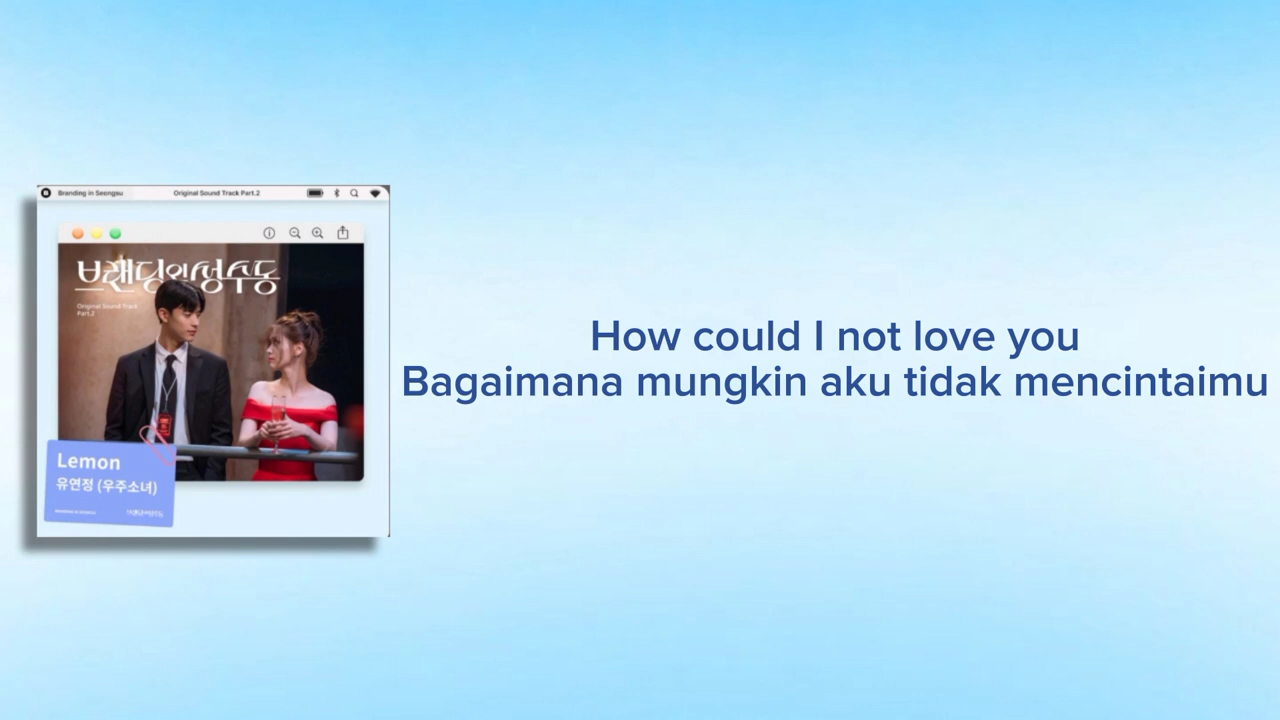 Branding in Seongsu
Original Sound Track Part.2
브랜딩인성수동
Original Sound Track
Part.2
Lemon
유연정 (우주소녀)
How could I not love you
Bagaimana mungkin aku tidak mencintaimu